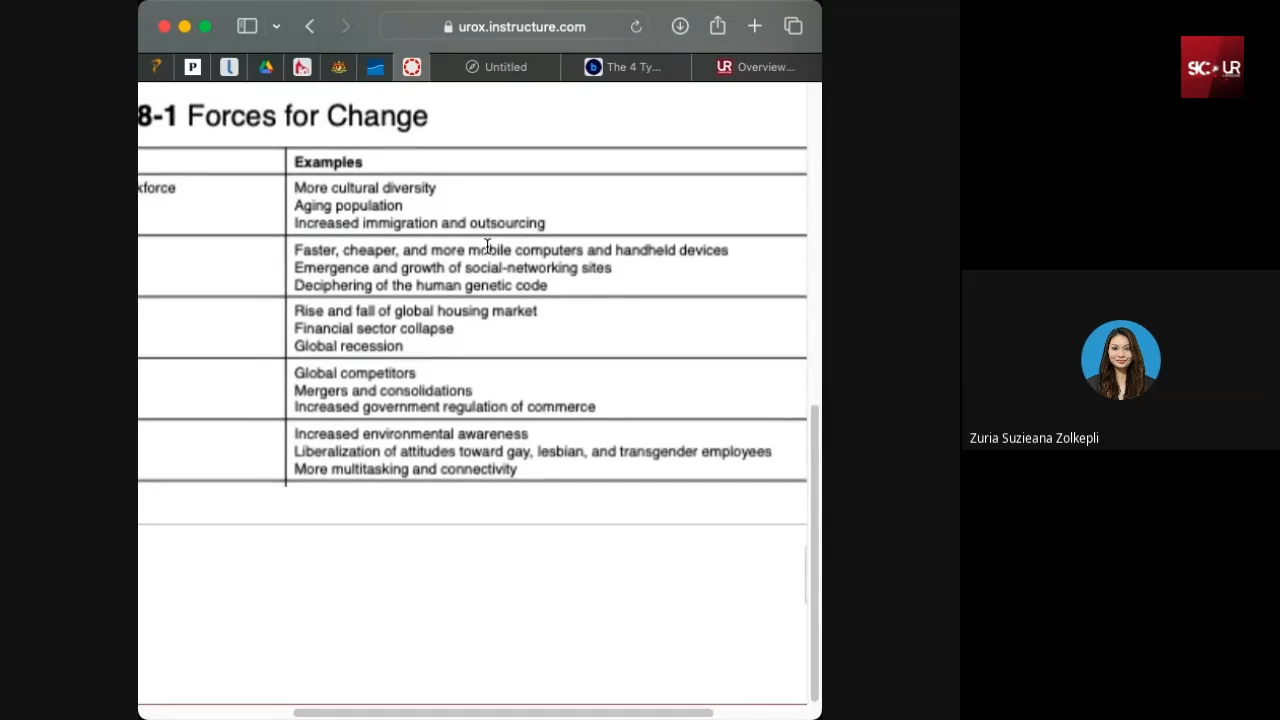 urox.instructure.com
P
Untitled
b The 4 Ty...
UR Overview...
8-1 Forces for Change
Examples
kforce
More cultural diversity
Aging population
Increased immigration and outsourcing
Faster, cheaper, and more mobile computers and handheld devices
Emergence and growth of social-networking sites
Deciphering of the human genetic code
Rise and fall of global housing market
Financial sector collapse
Global recession
Global competitors
Mergers and consolidations
Increased government regulation of commerce
Increased environmental awareness
Liberalization of attitudes toward gay, lesbian, and transgender employees
More multitasking and connectivity
Zuria Suzieana Zolkepli
UR